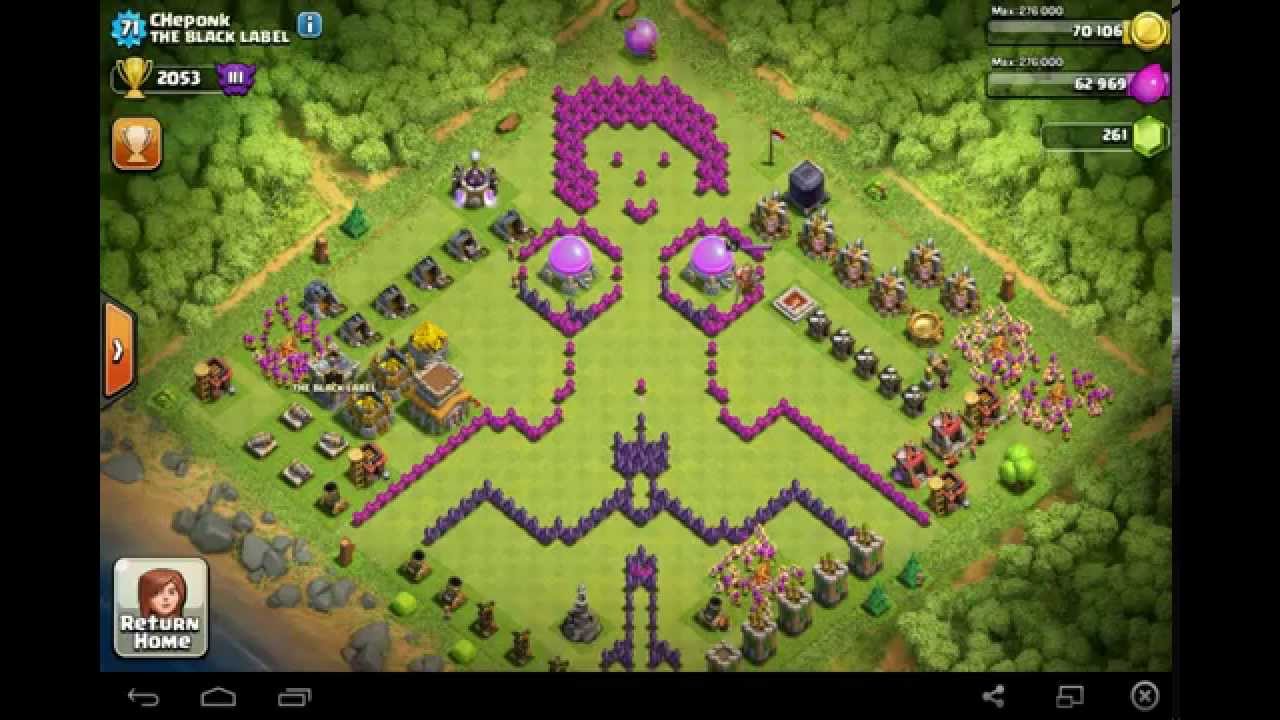 71
CHePonK
THE BLACK LABEL
i
2053
III
Max: 276 000
70 106
Max: 276 000
62 969
261
THE BLACK LABEL
Return
Home